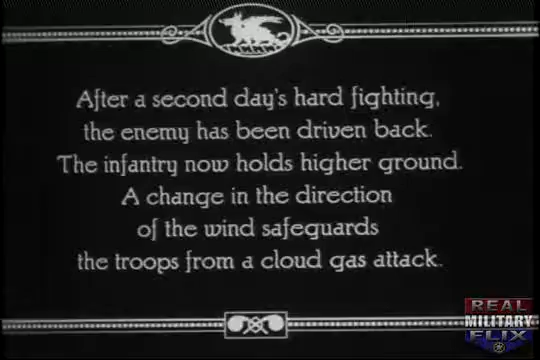 After a second day's hard fighting,
the enemy has been driven back.
The infantry now holds higher ground.
A change in the direction
of the wind safeguards
the troops from a cloud gas attack.
REAL
MILITARY
FLIX